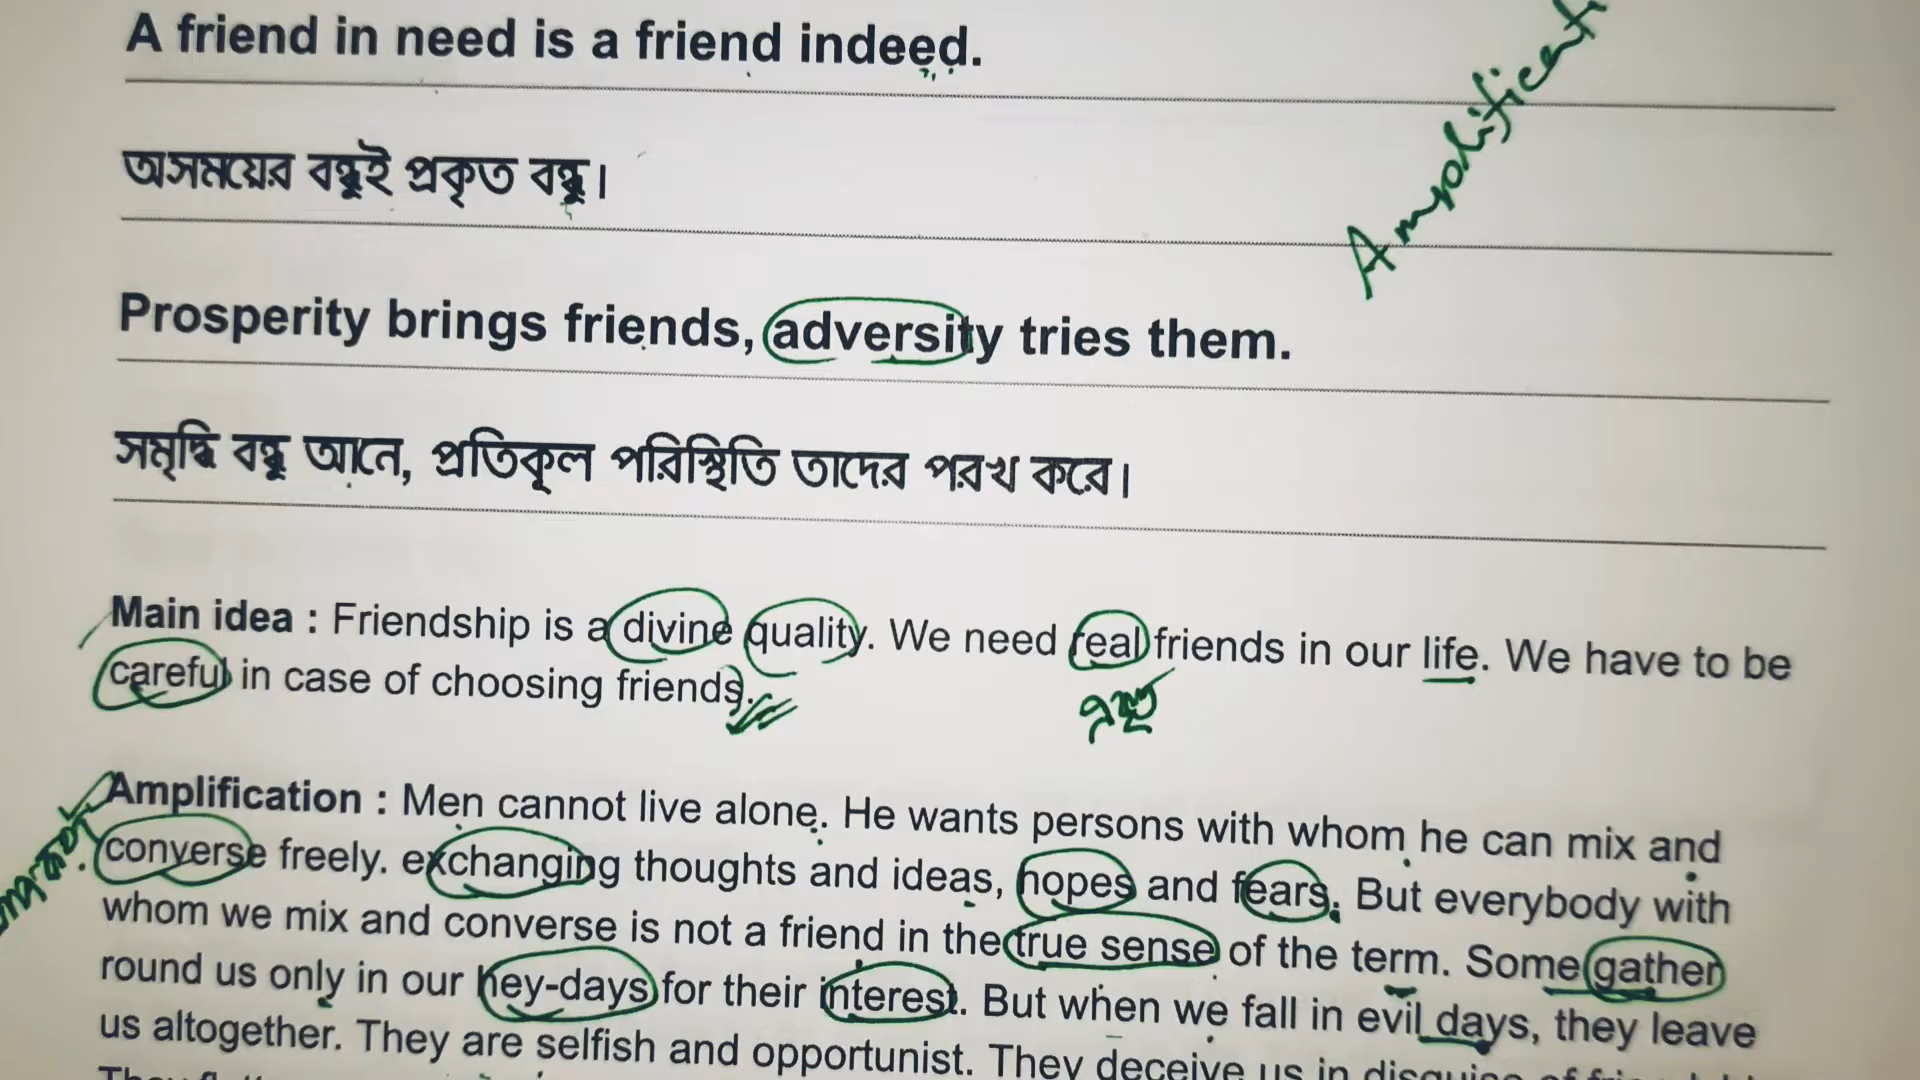 A friend in need is a friend indeed.
অসময়ের বন্ধুই প্রকৃত বন্ধু।
Prosperity brings friends, adversity tries them.
সমৃদ্ধি বন্ধু আনে, প্রতিকূল পরিস্থিতি তাদের পরখ করে।
Main idea : Friendship is a divine quality. We need real friends in our life. We have to be
careful in case of choosing friends.
Amplification : Men cannot live alone. He wants persons with whom he can mix and
converse freely. exchanging thoughts and ideas, hopes and fears. But everybody with
whom we mix and converse is not a friend in the true sense of the term. Some gather
round us only in our hey-days for their interest. But when we fall in evil days, they leave
us altogether. They are selfish and opportunist. They deceive us in disguise of
They
Amplificat